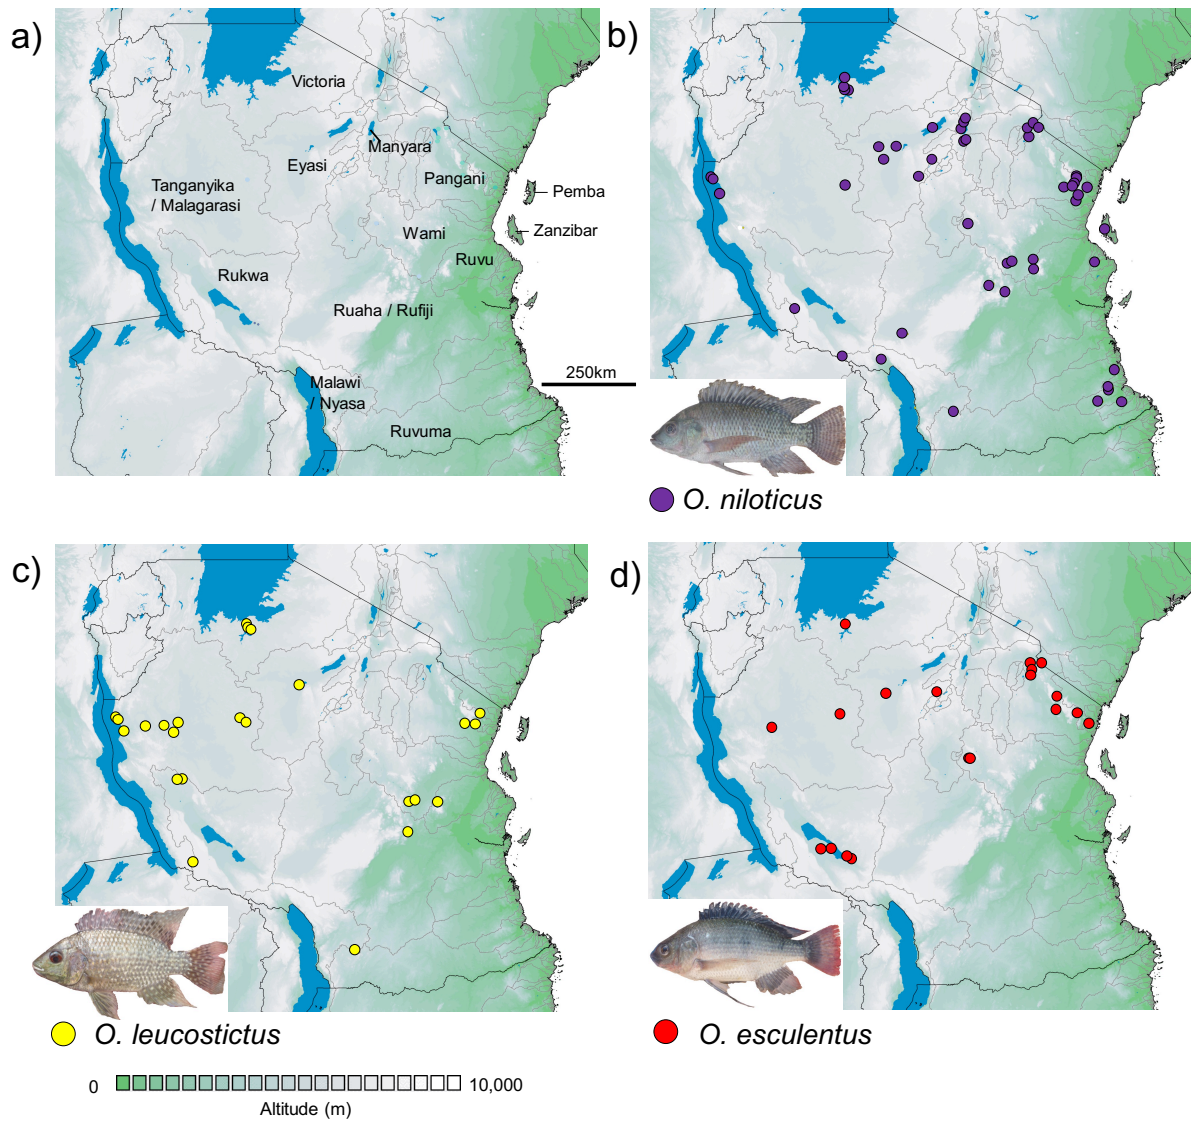 a)
Victoria
Manyara
Eyasi
Pangani
Tanganyika
/ Malagarasi
Pemba
Wami
Zanzibar
Ruvu
Rukwa
Ruaha / Rufiji
Malawi
/ Nyasa
Ruvuma
250km
b)
O. niloticus
c)
O. leucostictus
d)
O. esculentus
0
10,000
Altitude (m)